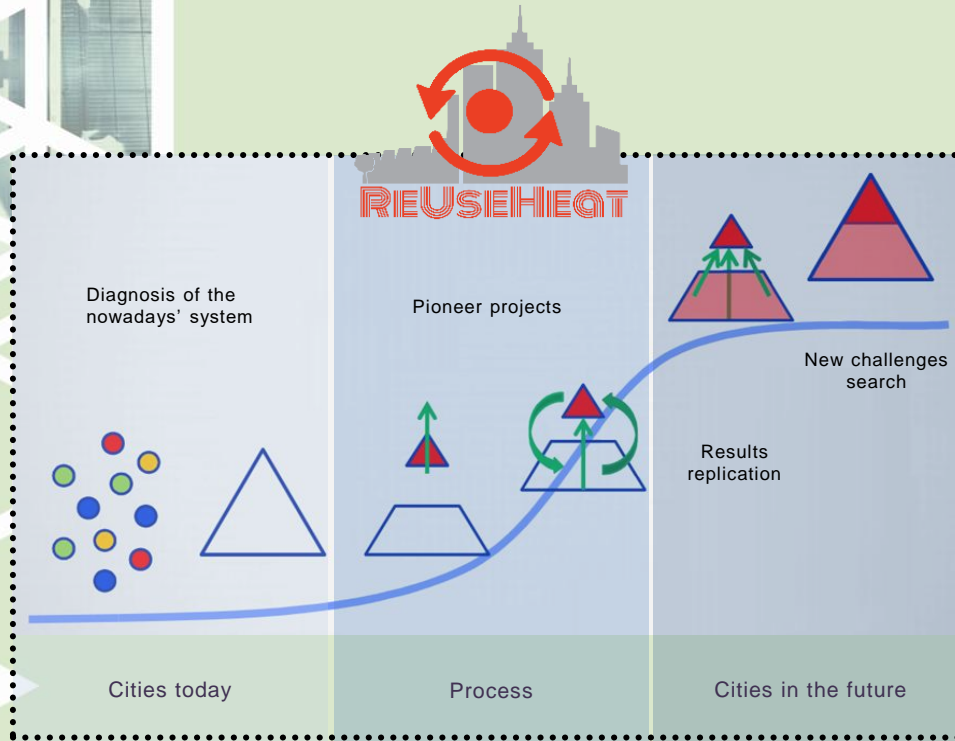 ReUseHeat
Diagnosis of the
nowadays' system
Pioneer projects
New challenges
search
Results
replication
Cities today
Process
Cities in the future